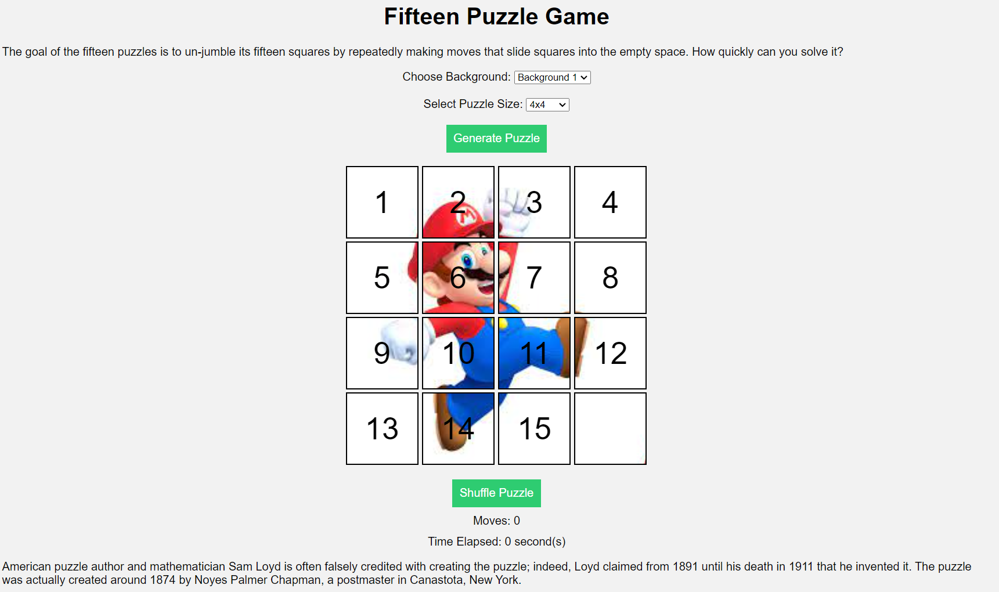 Fifteen Puzzle Game
The goal of the fifteen puzzles is to un-jumble its fifteen squares by repeatedly making moves that slide squares into the empty space. How quickly can you solve it?
Choose Background: Background 1
Select Puzzle Size: 4x4
Generate Puzzle
1 2 3 4
M
5 6 7 8
9 10 11 12
13 14 15
Shuffle Puzzle
Moves: 0
Time Elapsed: 0 second(s)
American puzzle author and mathematician Sam Loyd is often falsely credited with creating the puzzle; indeed, Loyd claimed from 1891 until his death in 1911 that he invented it. The puzzle
was actually created around 1874 by Noyes Palmer Chapman, a postmaster in Canastota, New York.